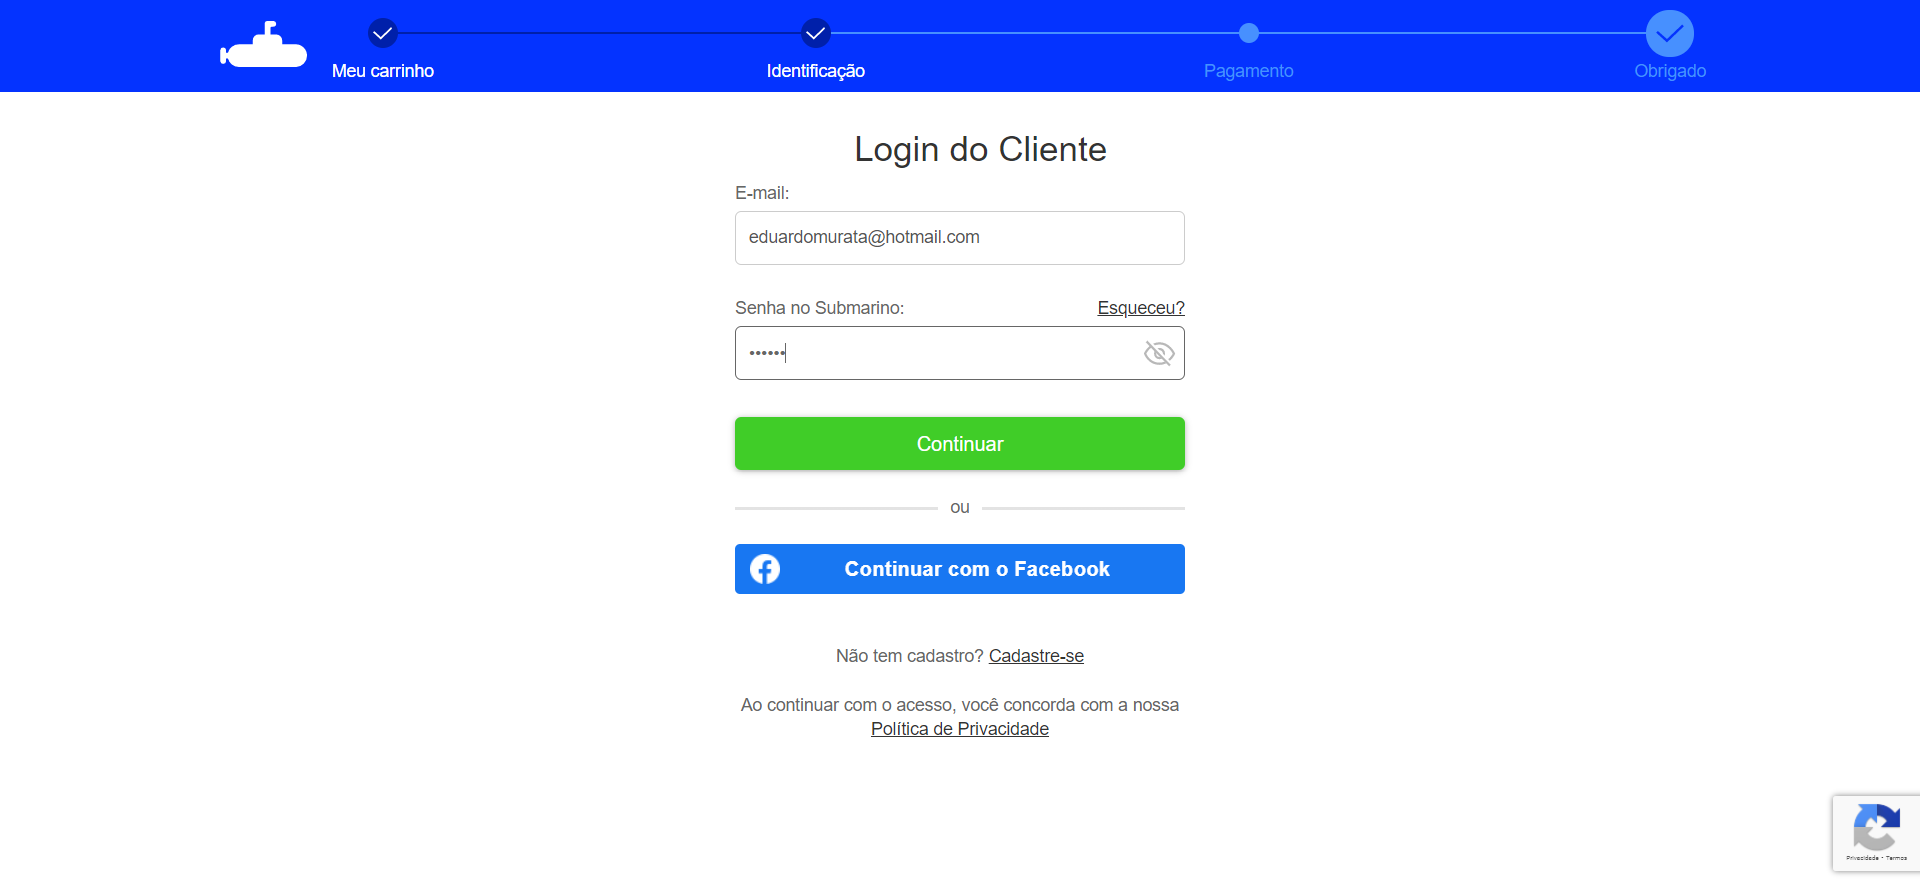 Meu carrinho
Identificação
Pagamento
Obrigado
Login do Cliente
E-mail:
eduardomurata@hotmail.com
Senha no Submarino:
Esqueceu?
••••••
Continuar
ou
Continuar com o Facebook
Não tem cadastro? Cadastre-se
Ao continuar com o acesso, você concorda com a nossa
Política de Privacidade
Privacidade - Termos